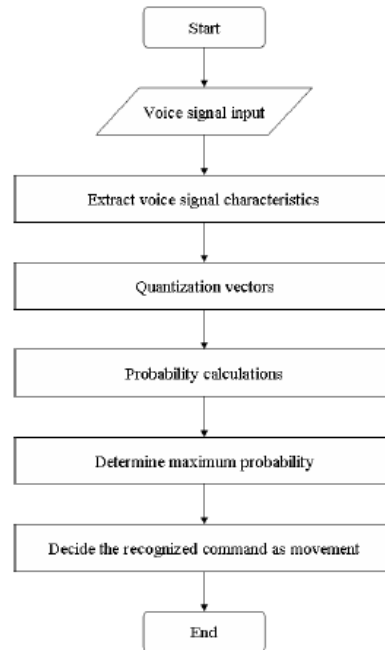 Start
Voice signal input
Extract voice signal characteristics
Quantization vectors
Probability calculations
Determine maximum probability
Decide the recognized command as movement
End